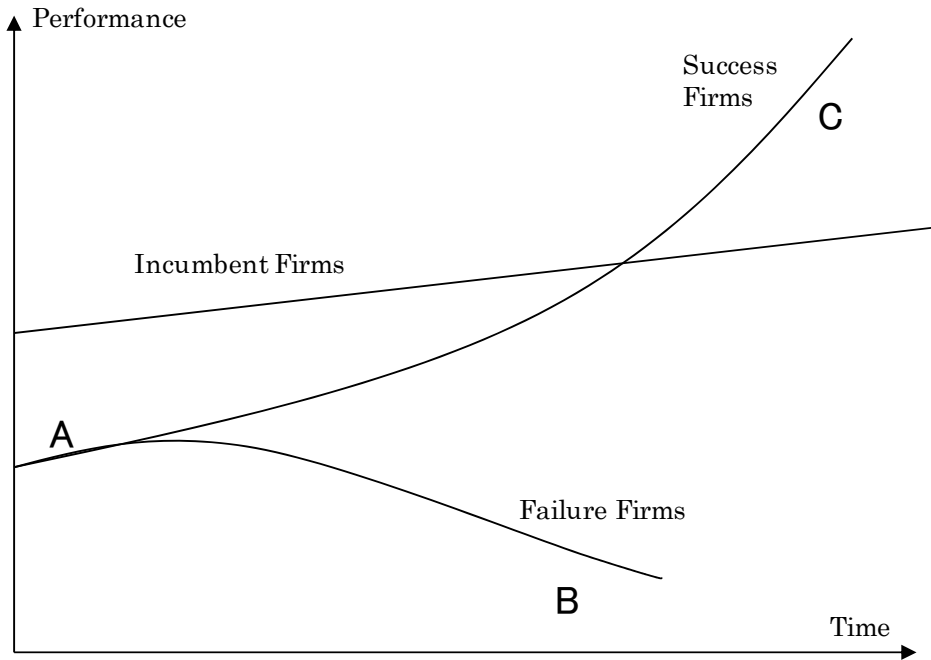 Performance
Success
Firms
C
Incumbent Firms
A
Failure Firms
B
Time